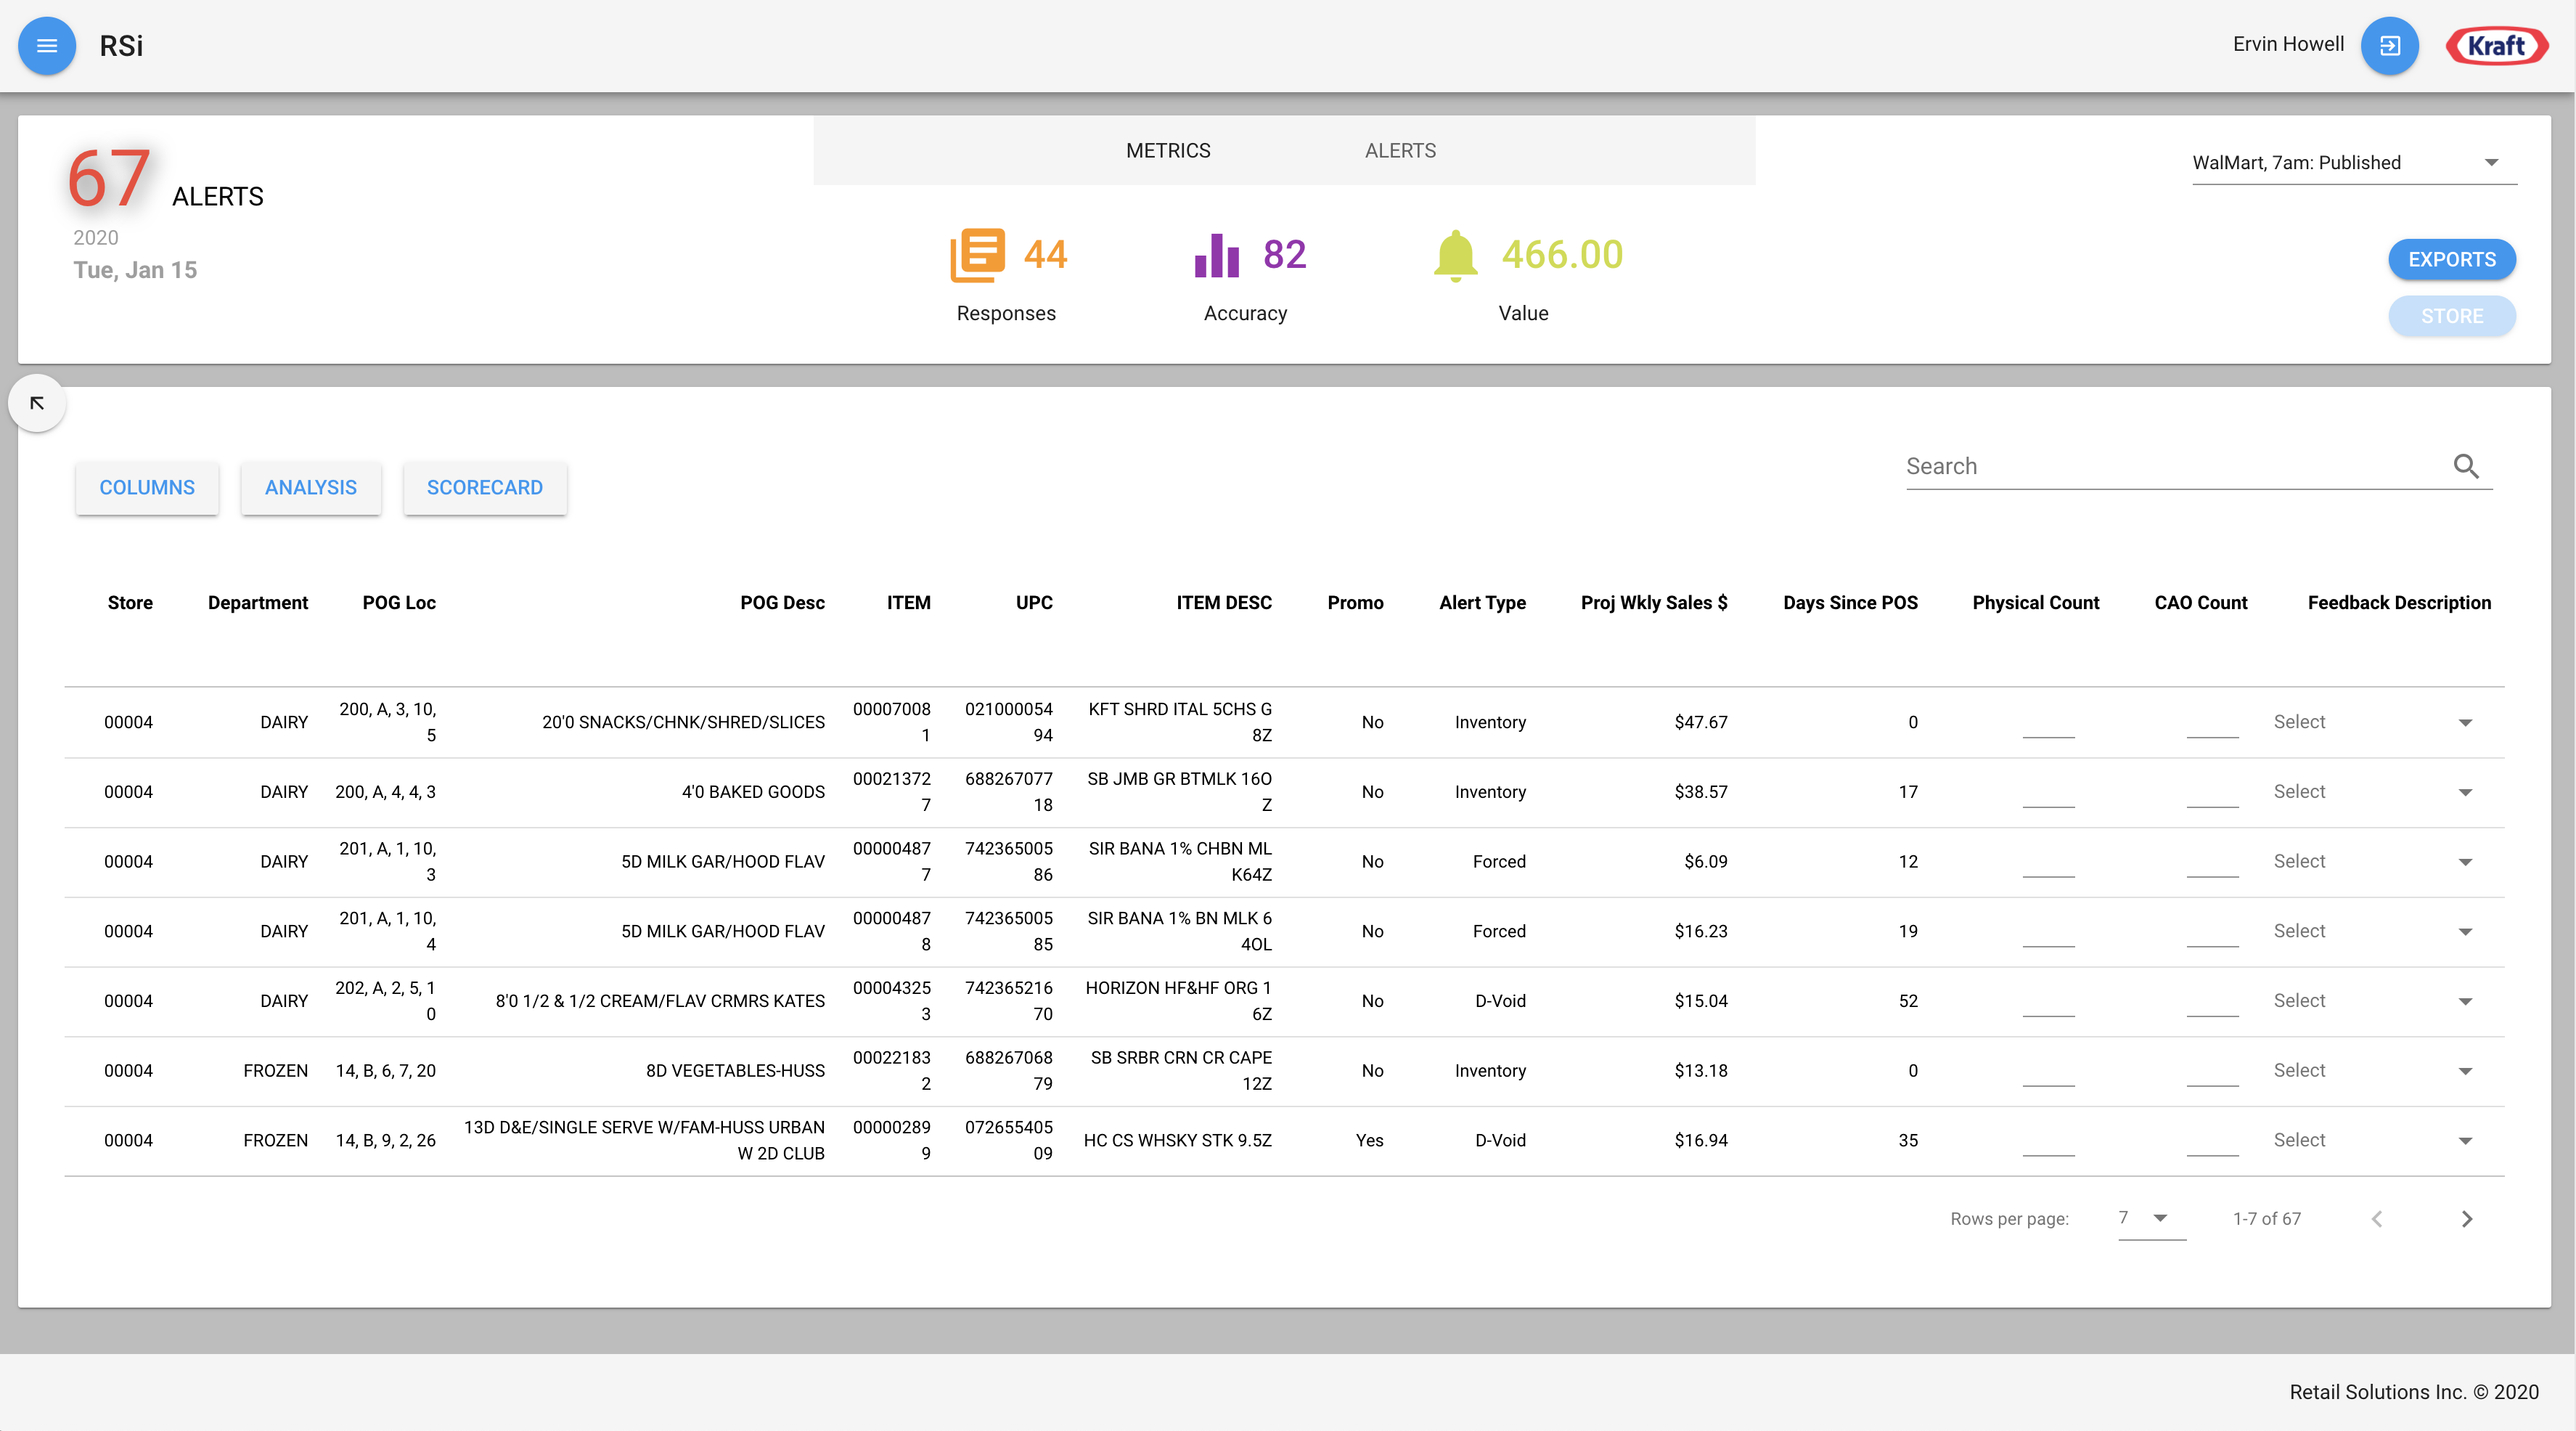 RSi
Ervin Howell
Kraft
67 ALERTS
2020
Tue, Jan 15
METRICS ALERTS
44
Responses
82
Accuracy
466.00
Value
WalMart, 7am: Published
EXPORTS
STORE
COLUMNS ANALYSIS SCORECARD
Search
Store Department POG Loc POG Desc ITEM UPC ITEM DESC Promo Alert Type Proj Wkly Sales $ Days Since POS Physical Count CAO Count Feedback Description
00004 DAIRY 200, A, 3, 10, 5 20'0 SNACKS/CHNK/SHRED/SLICES 000070081 02100005494 KFT SHRD ITAL 5CHS G8Z No Inventory $47.67 0 Select
00004 DAIRY 200, A, 4, 4, 3 4'0 BAKED GOODS 000213727 68826707718 SB JMB GR BTMLK 16OZ No Inventory $38.57 17 Select
00004 DAIRY 201, A, 1, 10, 3 5D MILK GAR/HOOD FLAV 000004877 74236500586 SIR BANA 1% CHBN MLK64Z No Forced $6.09 12 Select
00004 DAIRY 201, A, 1, 10, 4 5D MILK GAR/HOOD FLAV 000004878 74236500585 SIR BANA 1% BN MLK 64OL No Forced $16.23 19 Select
00004 DAIRY 202, A, 2, 5, 10 8'0 1/2 & 1/2 CREAM/FLAV CRMRS KATES 000043253 74236521670 HORIZON HF&HF ORG 16Z No D-Void $15.04 52 Select
00004 FROZEN 14, B, 6, 7, 20 8D VEGETABLES-HUSS 000221832 68826706879 SB SRBR CRN CR CAPE 12Z No Inventory $13.18 0 Select
00004 FROZEN 14, B, 9, 2, 26 13D D&E/SINGLE SERVE W/FAM-HUSS URBAN W 2D CLUB 000002899 07265540509 HC CS WHSKY STK 9.5Z Yes D-Void $16.94 35 Select
Rows per page: 7 1-7 of 67
Retail Solutions Inc. © 2020